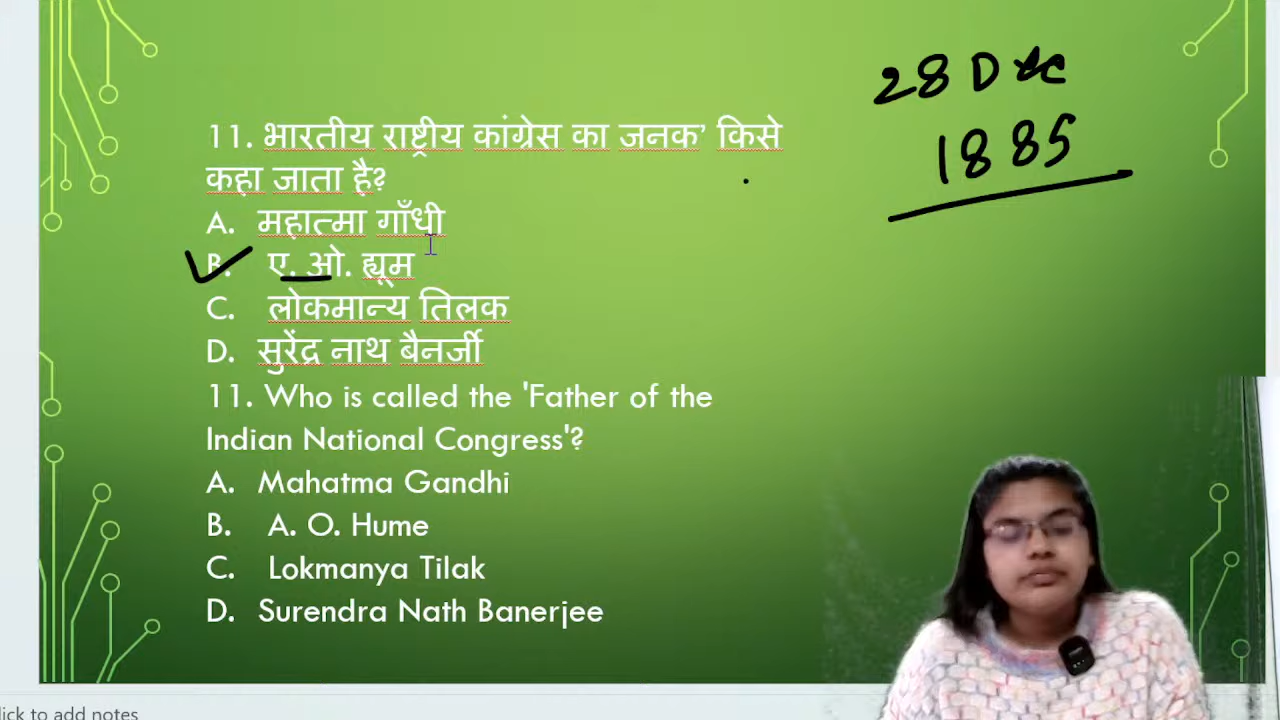 11. भारतीय राष्ट्रीय कांग्रेस का जनक’ किसे
कहा जाता है?
A. महात्मा गाँधी
B. ए. ओ. ह्यूम
C. लोकमान्य तिलक
D. सुरेंद्र नाथ बैनर्जी
11. Who is called the 'Father of the
Indian National Congress'?
A. Mahatma Gandhi
B. A. O. Hume
C. Lokmanya Tilak
D. Surendra Nath Banerjee
28 Dec
1885
lick to add notes